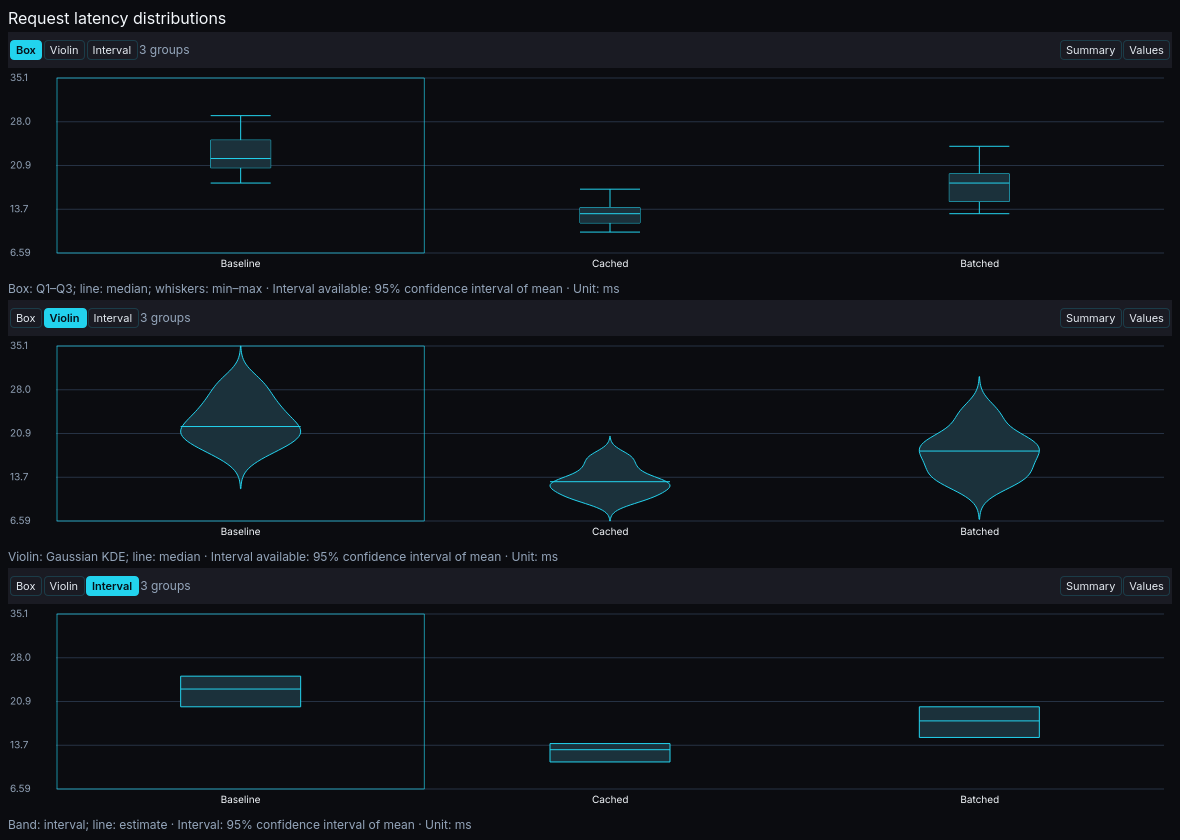 Request latency distributions
Box Violin Interval 3 groups Summary Values
35.1
28.0
20.9
13.7
6.59
Baseline Cached Batched
Box: Q1–Q3; line: median; whiskers: min–max · Interval available: 95% confidence interval of mean · Unit: ms
Box Violin Interval 3 groups Summary Values
35.1
28.0
20.9
13.7
6.59
Baseline Cached Batched
Violin: Gaussian KDE; line: median · Interval available: 95% confidence interval of mean · Unit: ms
Box Violin Interval 3 groups Summary Values
35.1
28.0
20.9
13.7
6.59
Baseline Cached Batched
Band: interval; line: estimate · Interval: 95% confidence interval of mean · Unit: ms